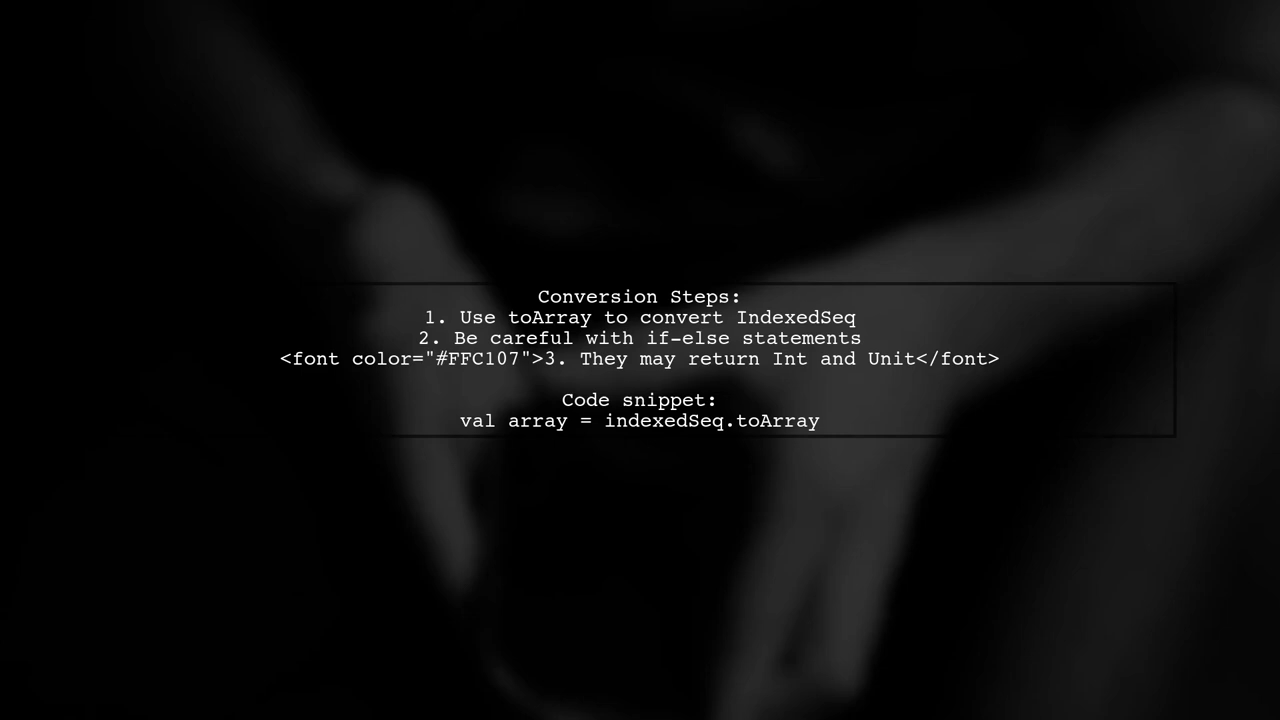 Conversion Steps:
1. Use toArray to convert IndexedSeq
2. Be careful with if-else statements
<font color="#FFC107">3. They may return Int and Unit</font>
Code snippet:
val array = indexedSeq.toArray